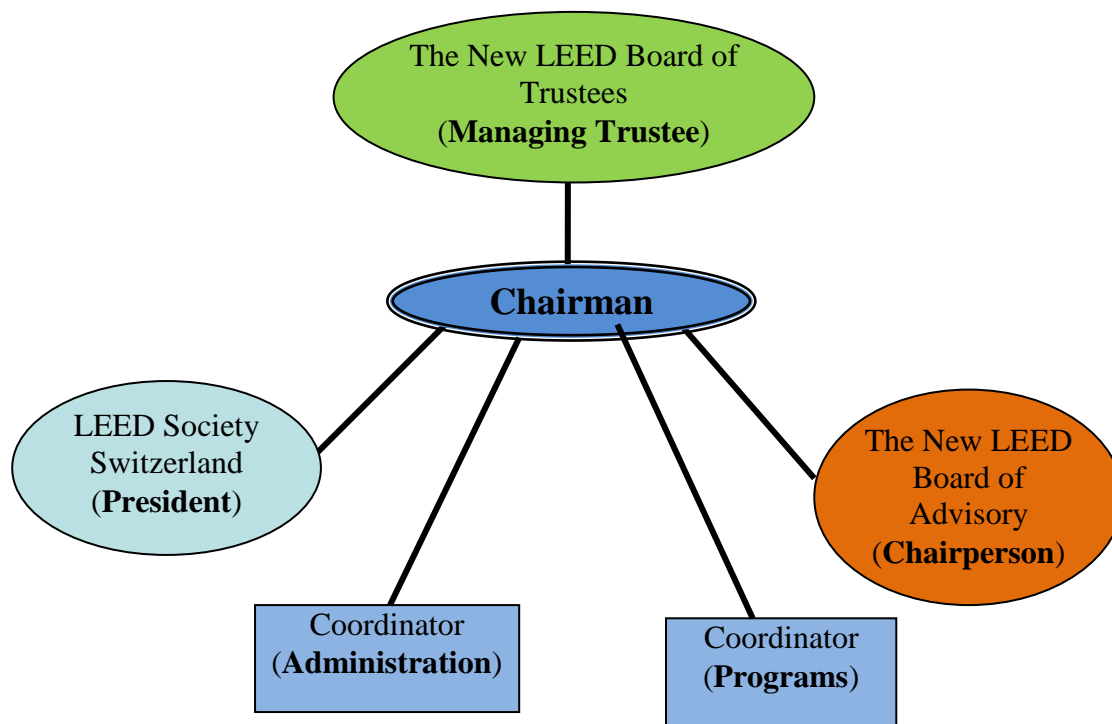 The New LEED Board of
Trustees
(Managing Trustee)
Chairman
LEED Society
Switzerland
(President)
The New LEED
Board of
Advisory
(Chairperson)
Coordinator
(Administration)
Coordinator
(Programs)